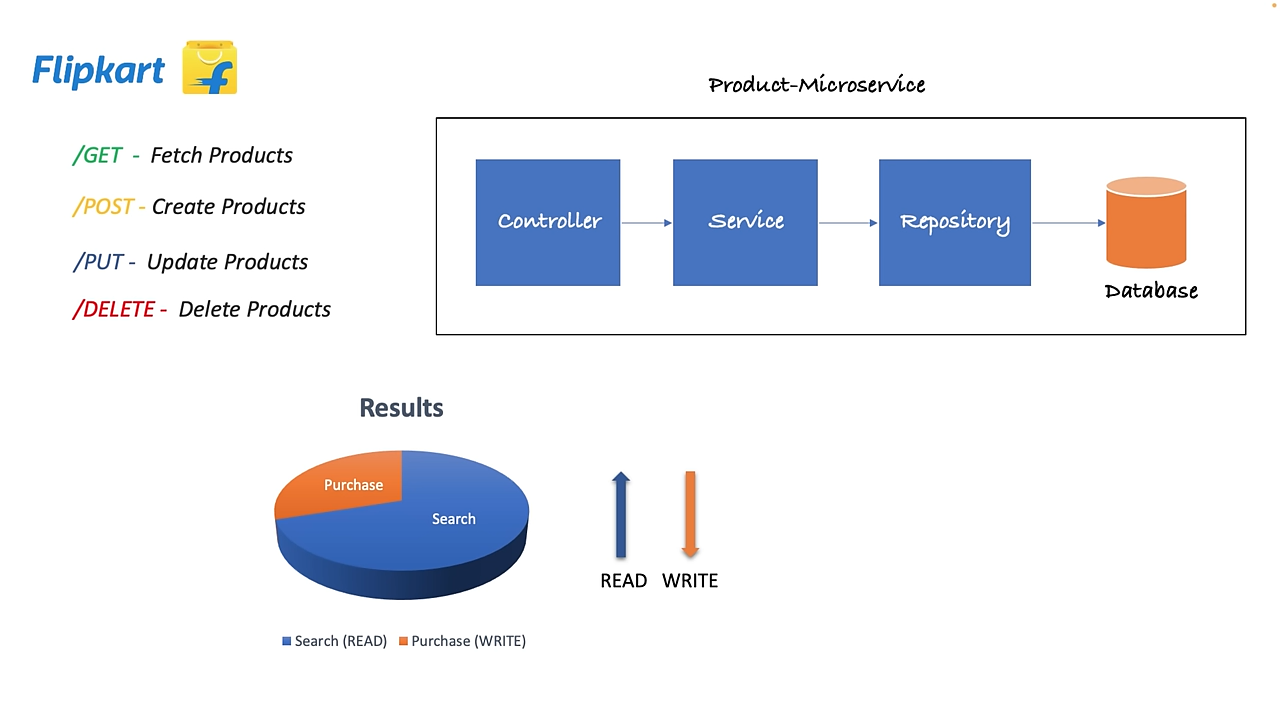 Flipkart
Product-Microservice
/GET - Fetch Products
/POST - Create Products
/PUT - Update Products
/DELETE - Delete Products
Controller
Service
Repository
Database
Results
Purchase
Search
READ WRITE
Search (READ) Purchase (WRITE)